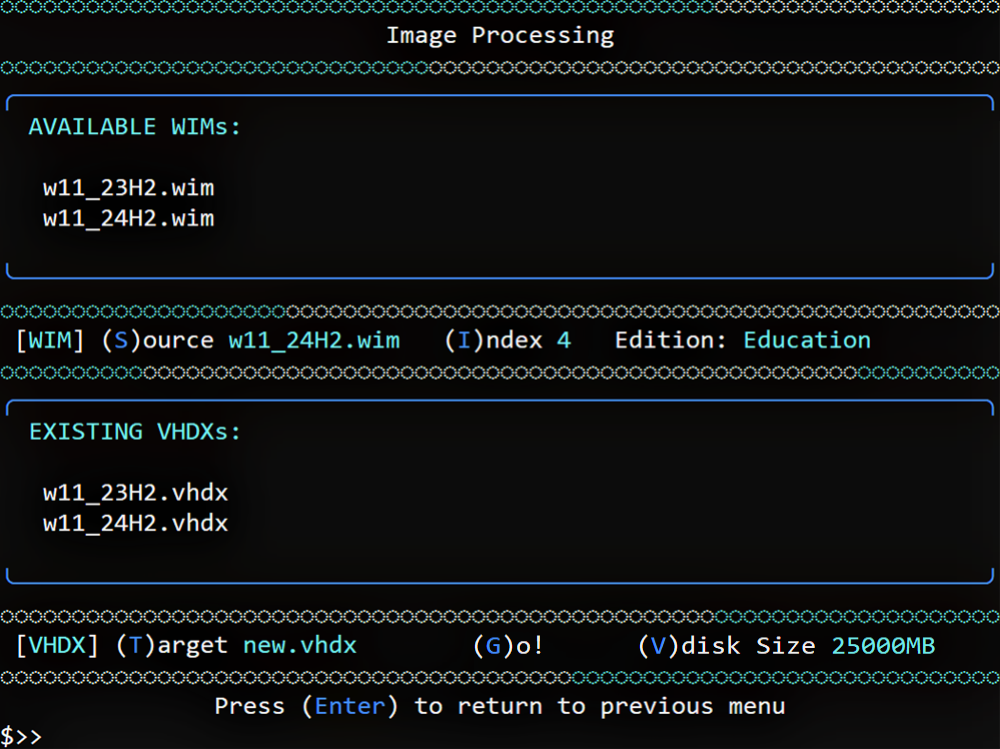 Image Processing
AVAILABLE WIMs:
w11_23H2.wim
w11_24H2.wim
[WIM] (S)ource w11_24H2.wim (I)ndex 4 Edition: Education
EXISTING VHDXs:
w11_23H2.vhdx
w11_24H2.vhdx
[VHDX] (T)arget new.vhdx (G)o! (V)disk Size 25000MB
Press (Enter) to return to previous menu
$>>